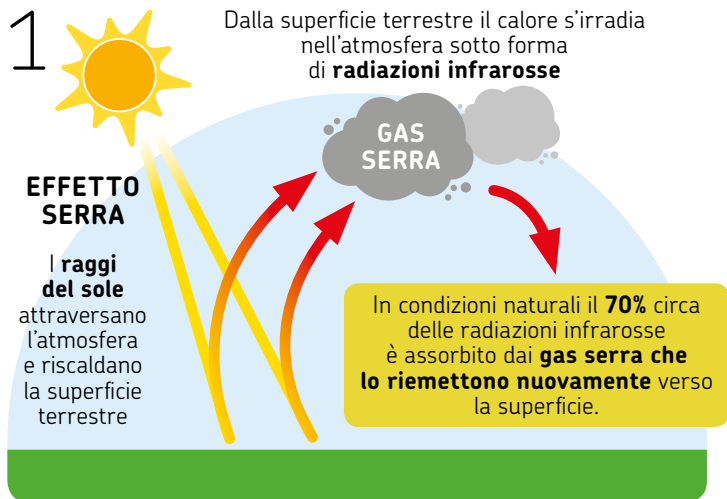 1
Dalla superficie terrestre il calore s’irradia
nell’atmosfera sotto forma
di radiazioni infrarosse
GAS
SERRA
EFFETTO
SERRA
I raggi
del sole
attraversano
l’atmosfera
e riscaldano
la superficie
terrestre
In condizioni naturali il 70% circa
delle radiazioni infrarosse
è assorbito dai gas serra che
lo riemettono nuovamente verso
la superficie.